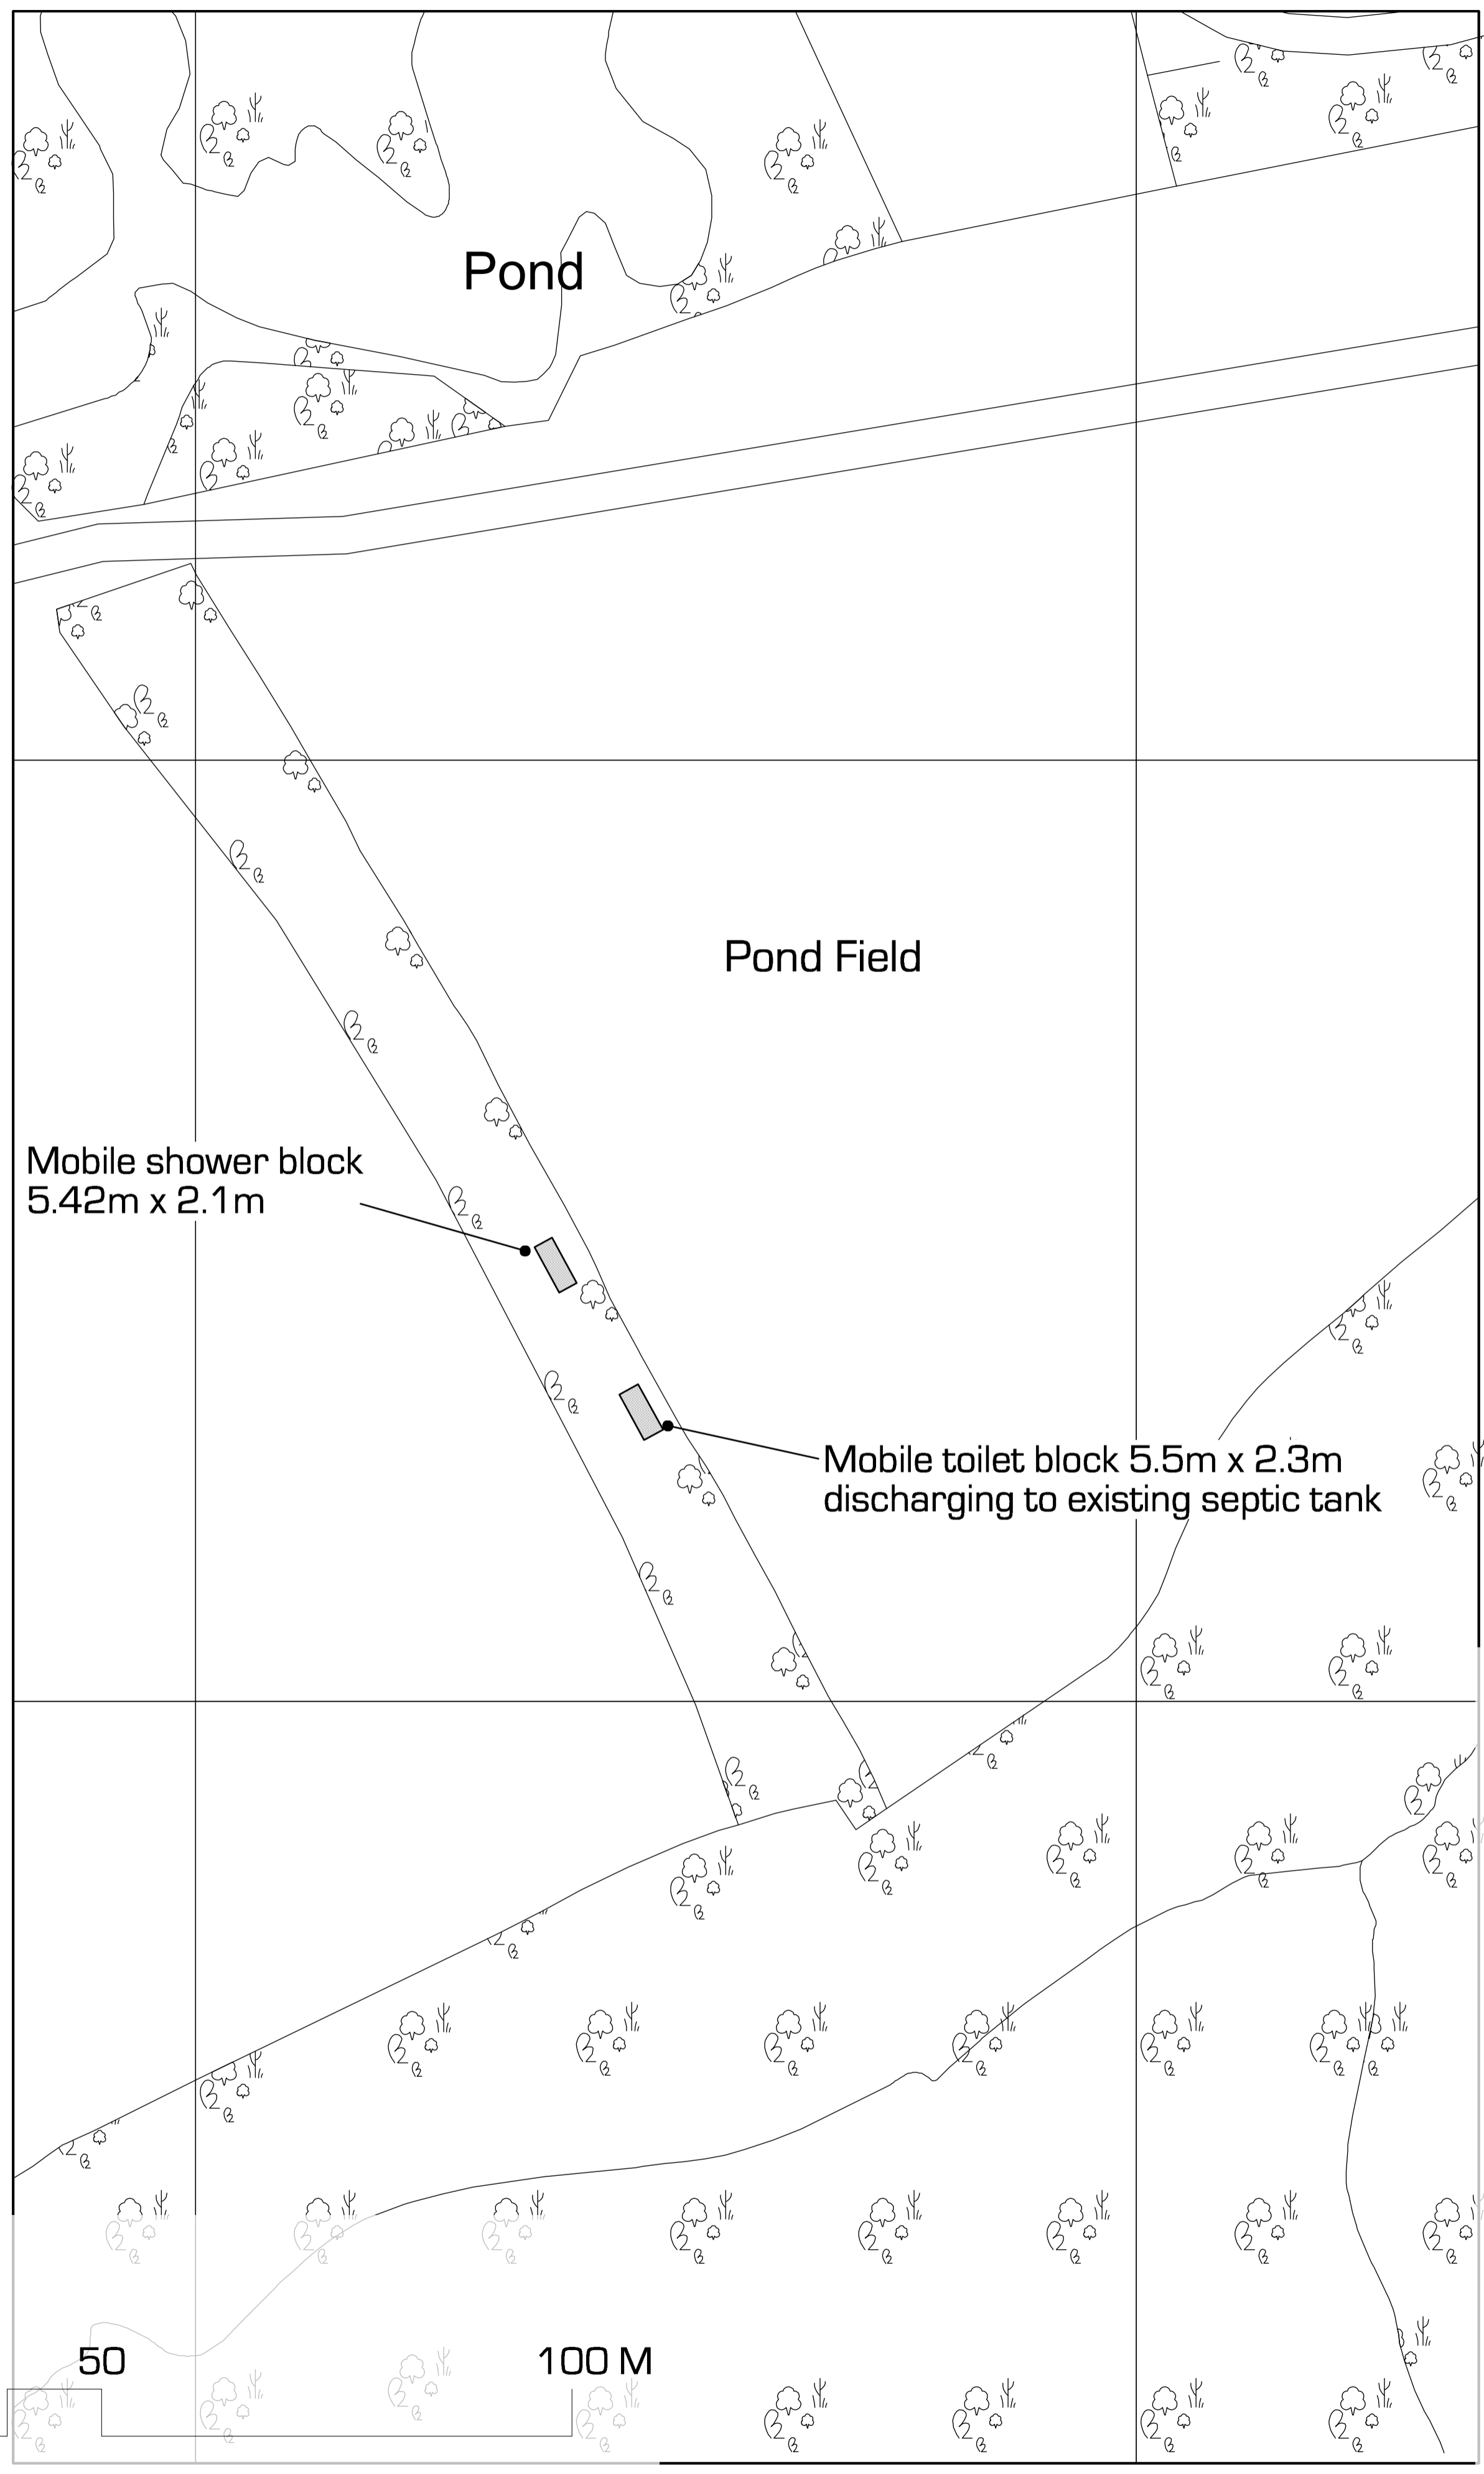 Pond
Pond Field
Mobile shower block
5.42m x 2.1m
Mobile toilet block 5.5m x 2.3m
discharging to existing septic tank
50
100 M